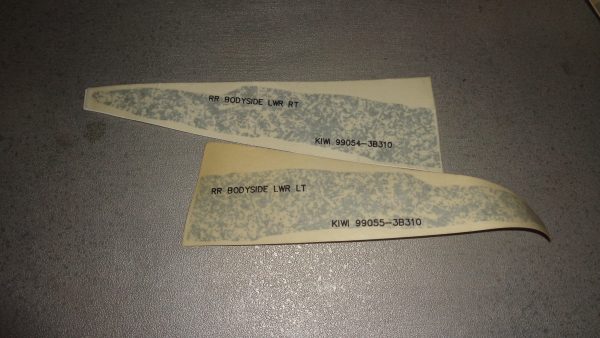 RR BODYSIDE LWR RT
KIWI 99054-3B310
RR BODYSIDE LWR LT
KIWI 99055-3B310